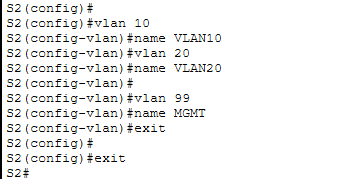 S2(config)#
S2(config)#vlan 10
S2(config-vlan)#name VLAN10
S2(config-vlan)#vlan 20
S2(config-vlan)#name VLAN20
S2(config-vlan)#
S2(config-vlan)#vlan 99
S2(config-vlan)#name MGMT
S2(config-vlan)#exit
S2(config)#
S2(config)#exit
S2#